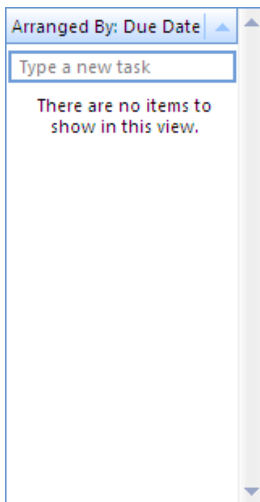 Arranged By: Due Date
Type a new task
There are no items to
show in this view.